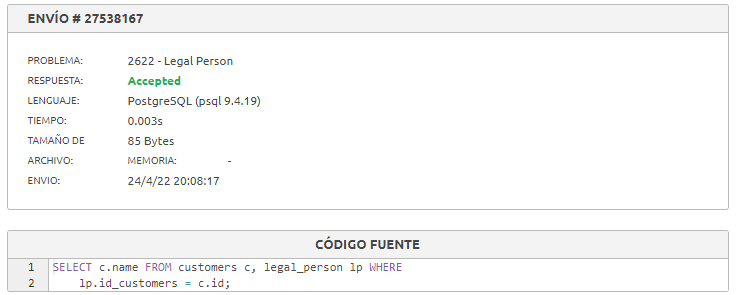 ENVÍO # 27538167
PROBLEMA: 2622 - Legal Person
RESPUESTA: Accepted
LENGUAJE: PostgreSQL (psql 9.4.19)
TIEMPO: 0.003s
TAMAÑO DE 85 Bytes
ARCHIVO: MEMORIA: -
ENVIO: 24/4/22 20:08:17
CÓDIGO FUENTE
1 SELECT c.name FROM customers c, legal_person lp WHERE
2 lp.id_customers = c.id;